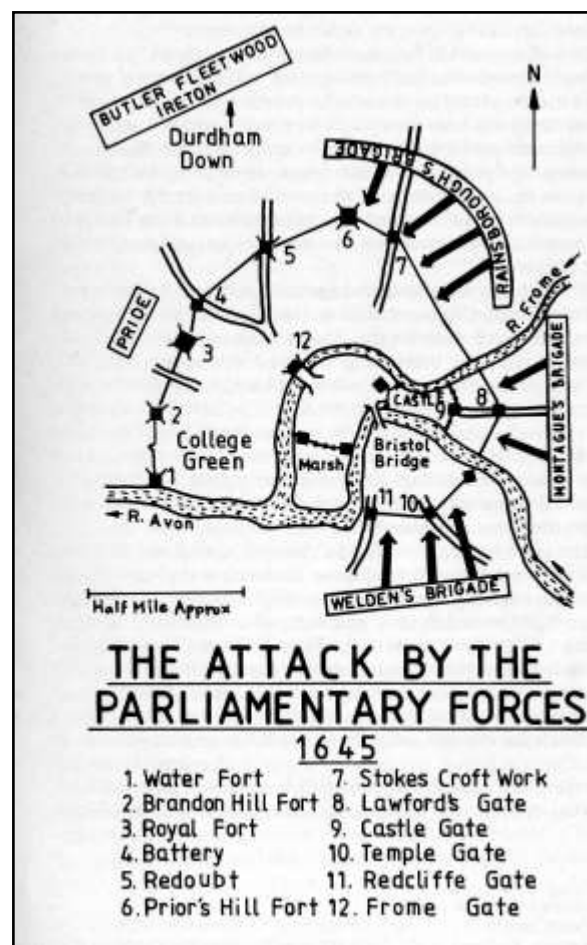 BUTLER FLEETWOOD
IRETON
Durdham
Down
N
RAINSBOROUGH'S BRIGADE
R. Frome
6
5
7
4
PRIDE
3
12
CASTLE
9
8
MONTAGUE'S BRIGADE
2
College
Green
Marsh
Bristol
Bridge
1
11
10
R. Avon
Half Mile Approx
WELDEN'S BRIGADE
THE ATTACK BY THE
PARLIAMENTARY FORCES
1645
1. Water Fort
2 Brandon Hill Fort
3. Royal Fort
4. Battery
5. Redoubt
6. Prior's Hill Fort
7. Stokes Croft Work
8. Lawford's Gate
9. Castle Gate
10. Temple Gate
11. Redcliffe Gate
12. Frome Gate